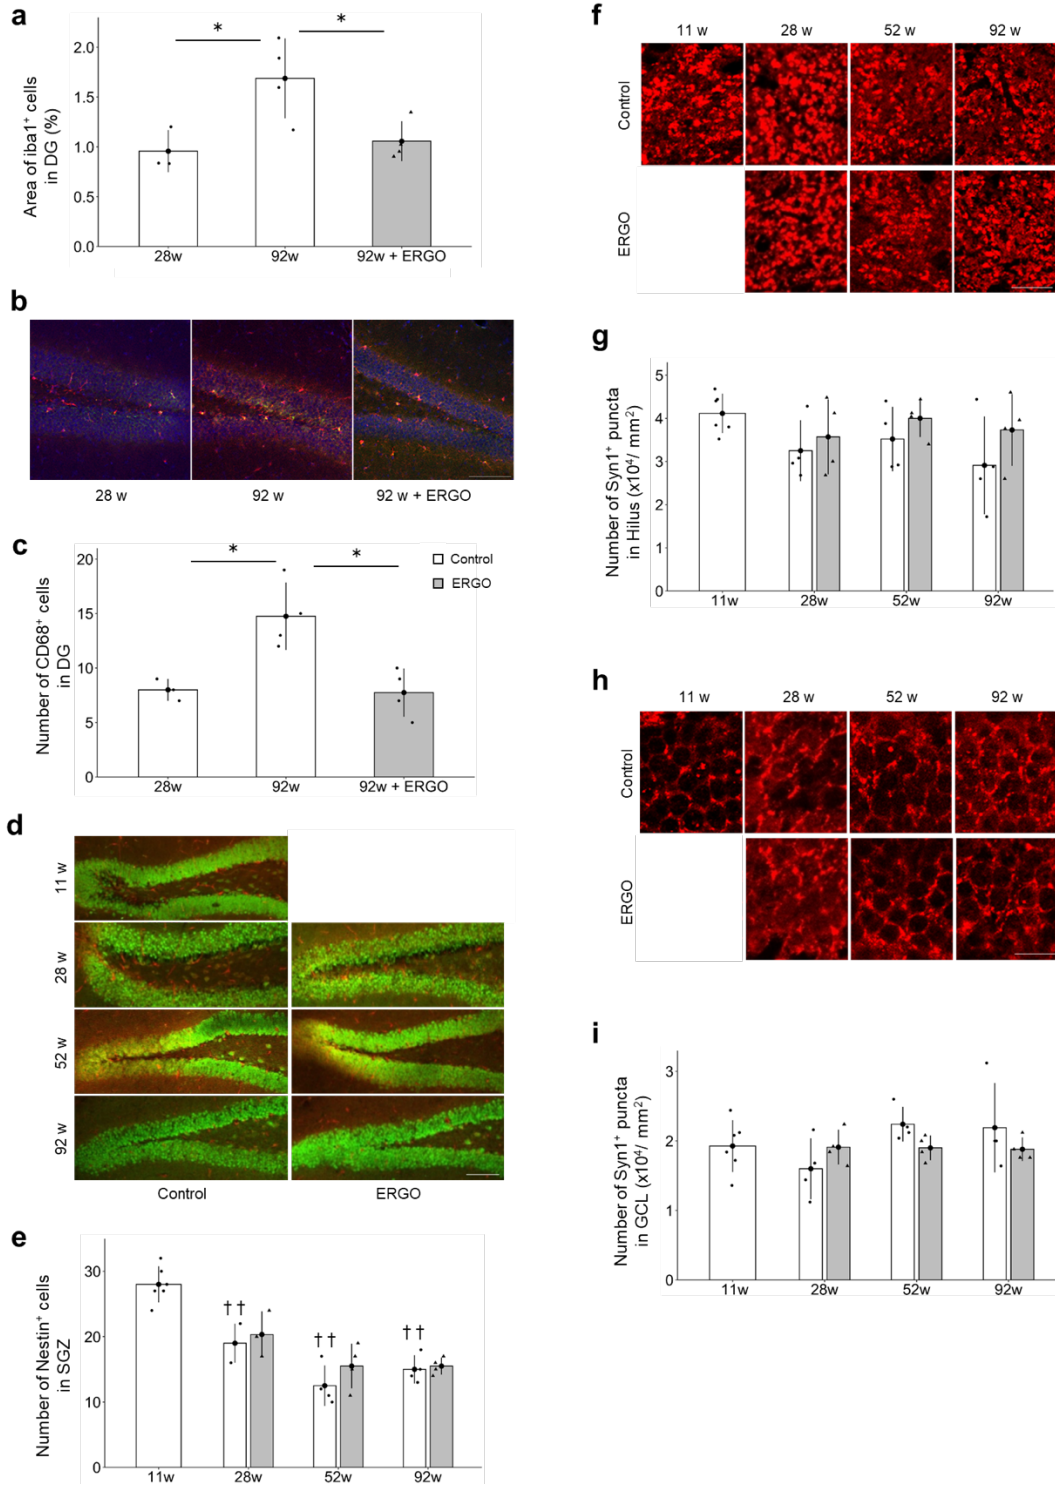 a
*
*
Area of iba1⁺ cells
in DG (%)
2.0
1.5
1.0
0.5
0.0
28w
92w
92w + ERGO
b
28 w
92 w
92 w + ERGO
c
*
*
Control
ERGO
Number of CD68⁺ cells
in DG
20
15
10
5
0
28w
92w
92w + ERGO
d
11 w
28 w
52 w
92 w
Control
ERGO
e
Number of Nestin⁺ cells
in SGZ
30
20
10
0
††
††
††
11w
28w
52w
92w
f
11 w
28 w
52 w
92 w
Control
ERGO
g
Number of Syn1⁺ puncta
in Hilus (x10⁴/ mm²)
5
4
3
2
1
0
11w
28w
52w
92w
h
11 w
28 w
52 w
92 w
Control
ERGO
i
Number of Syn1⁺ puncta
in GCL (x10⁴/ mm²)
3
2
1
0
11w
28w
52w
92w